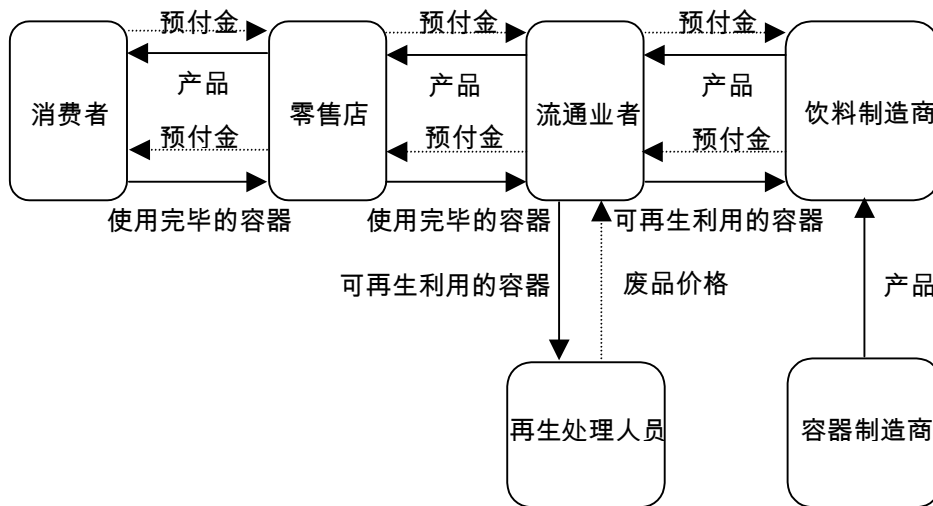 预付金 预付金 预付金
产品 产品 产品
消费者 零售店 流通业者 饮料制造商
预付金 预付金 预付金
使用完毕的容器 使用完毕的容器 可再生利用的容器
可再生利用的容器 废品价格 产品
再生处理人员 容器制造商